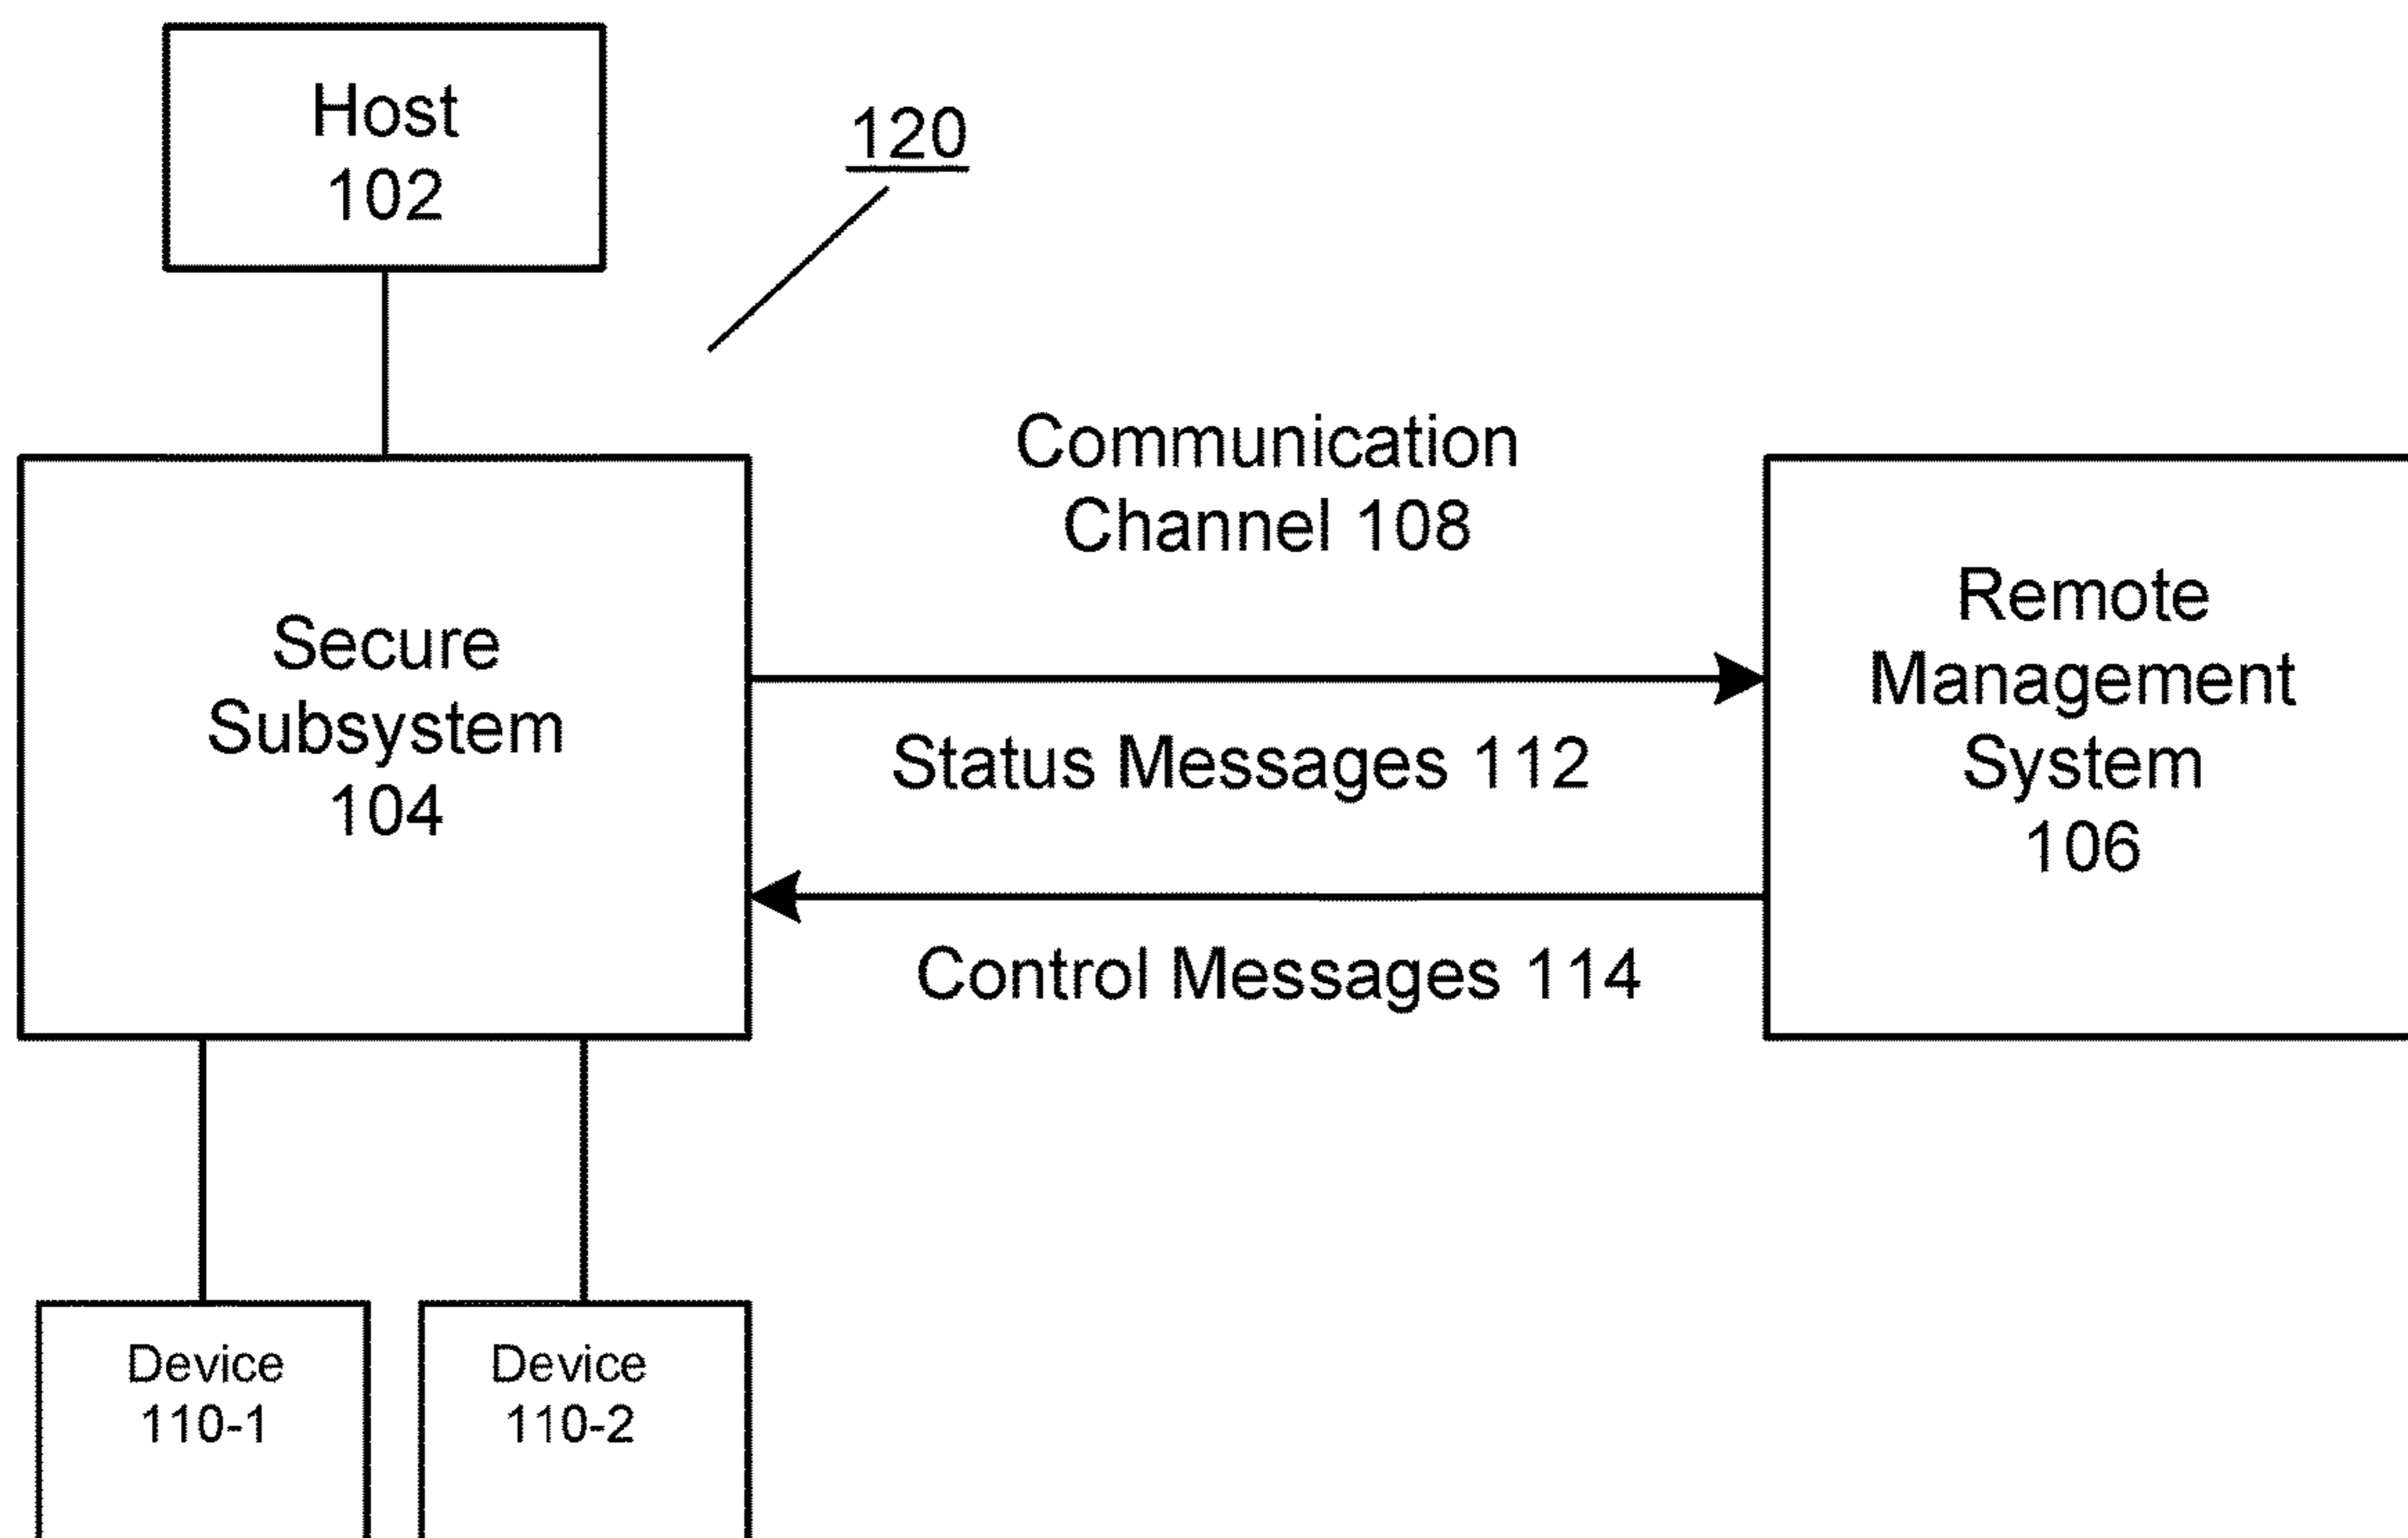 Host
102
120
Communication
Channel 108
Secure
Subsystem
104
Remote
Management
System
106
Status Messages 112
Control Messages 114
Device
110-1
Device
110-2